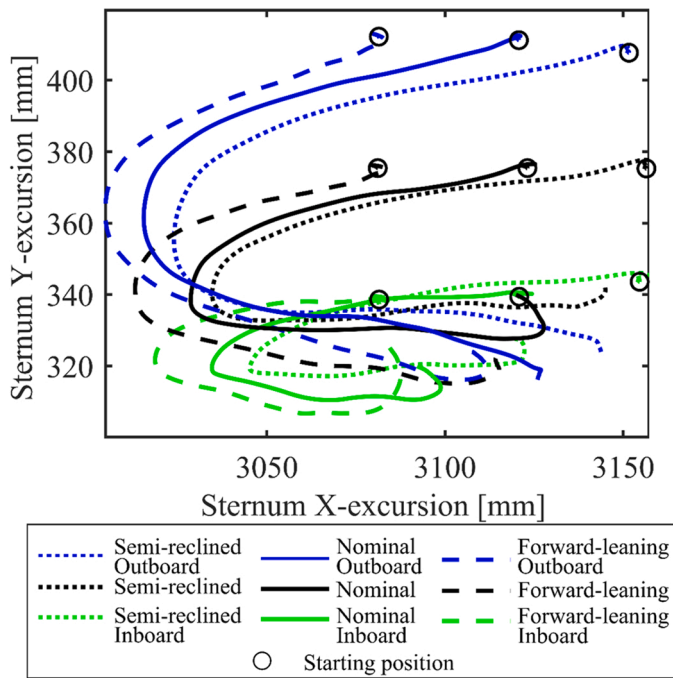 Sternum Y-excursion [mm]
400
380
360
340
320
3050
3100
3150
Sternum X-excursion [mm]
Semi-reclined
Outboard
Nominal
Outboard
Forward-leaning
Outboard
Semi-reclined
Nominal
Forward-leaning
Semi-reclined
Inboard
Nominal
Inboard
Forward-leaning
Inboard
Starting position